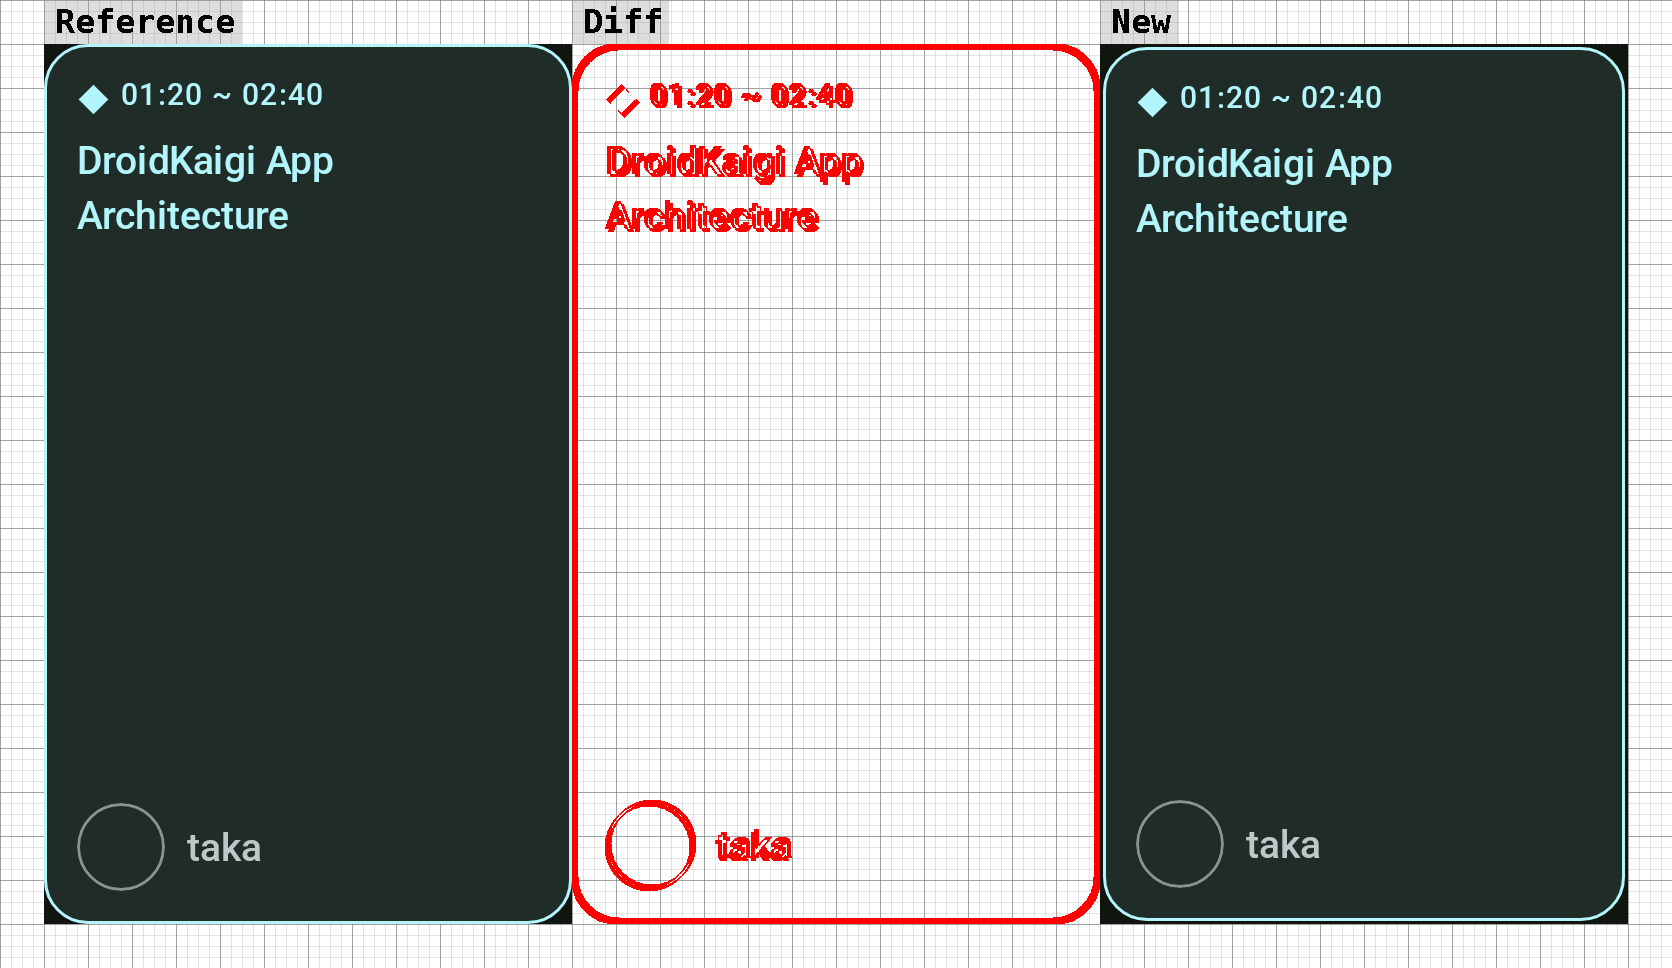 Reference
Diff
New
01:20 ~ 02:40
DroidKaigi App
Architecture
taka
01:20 ~ 02:40
DroidKaigi App
Architecture
taka
01:20 ~ 02:40
DroidKaigi App
Architecture
taka